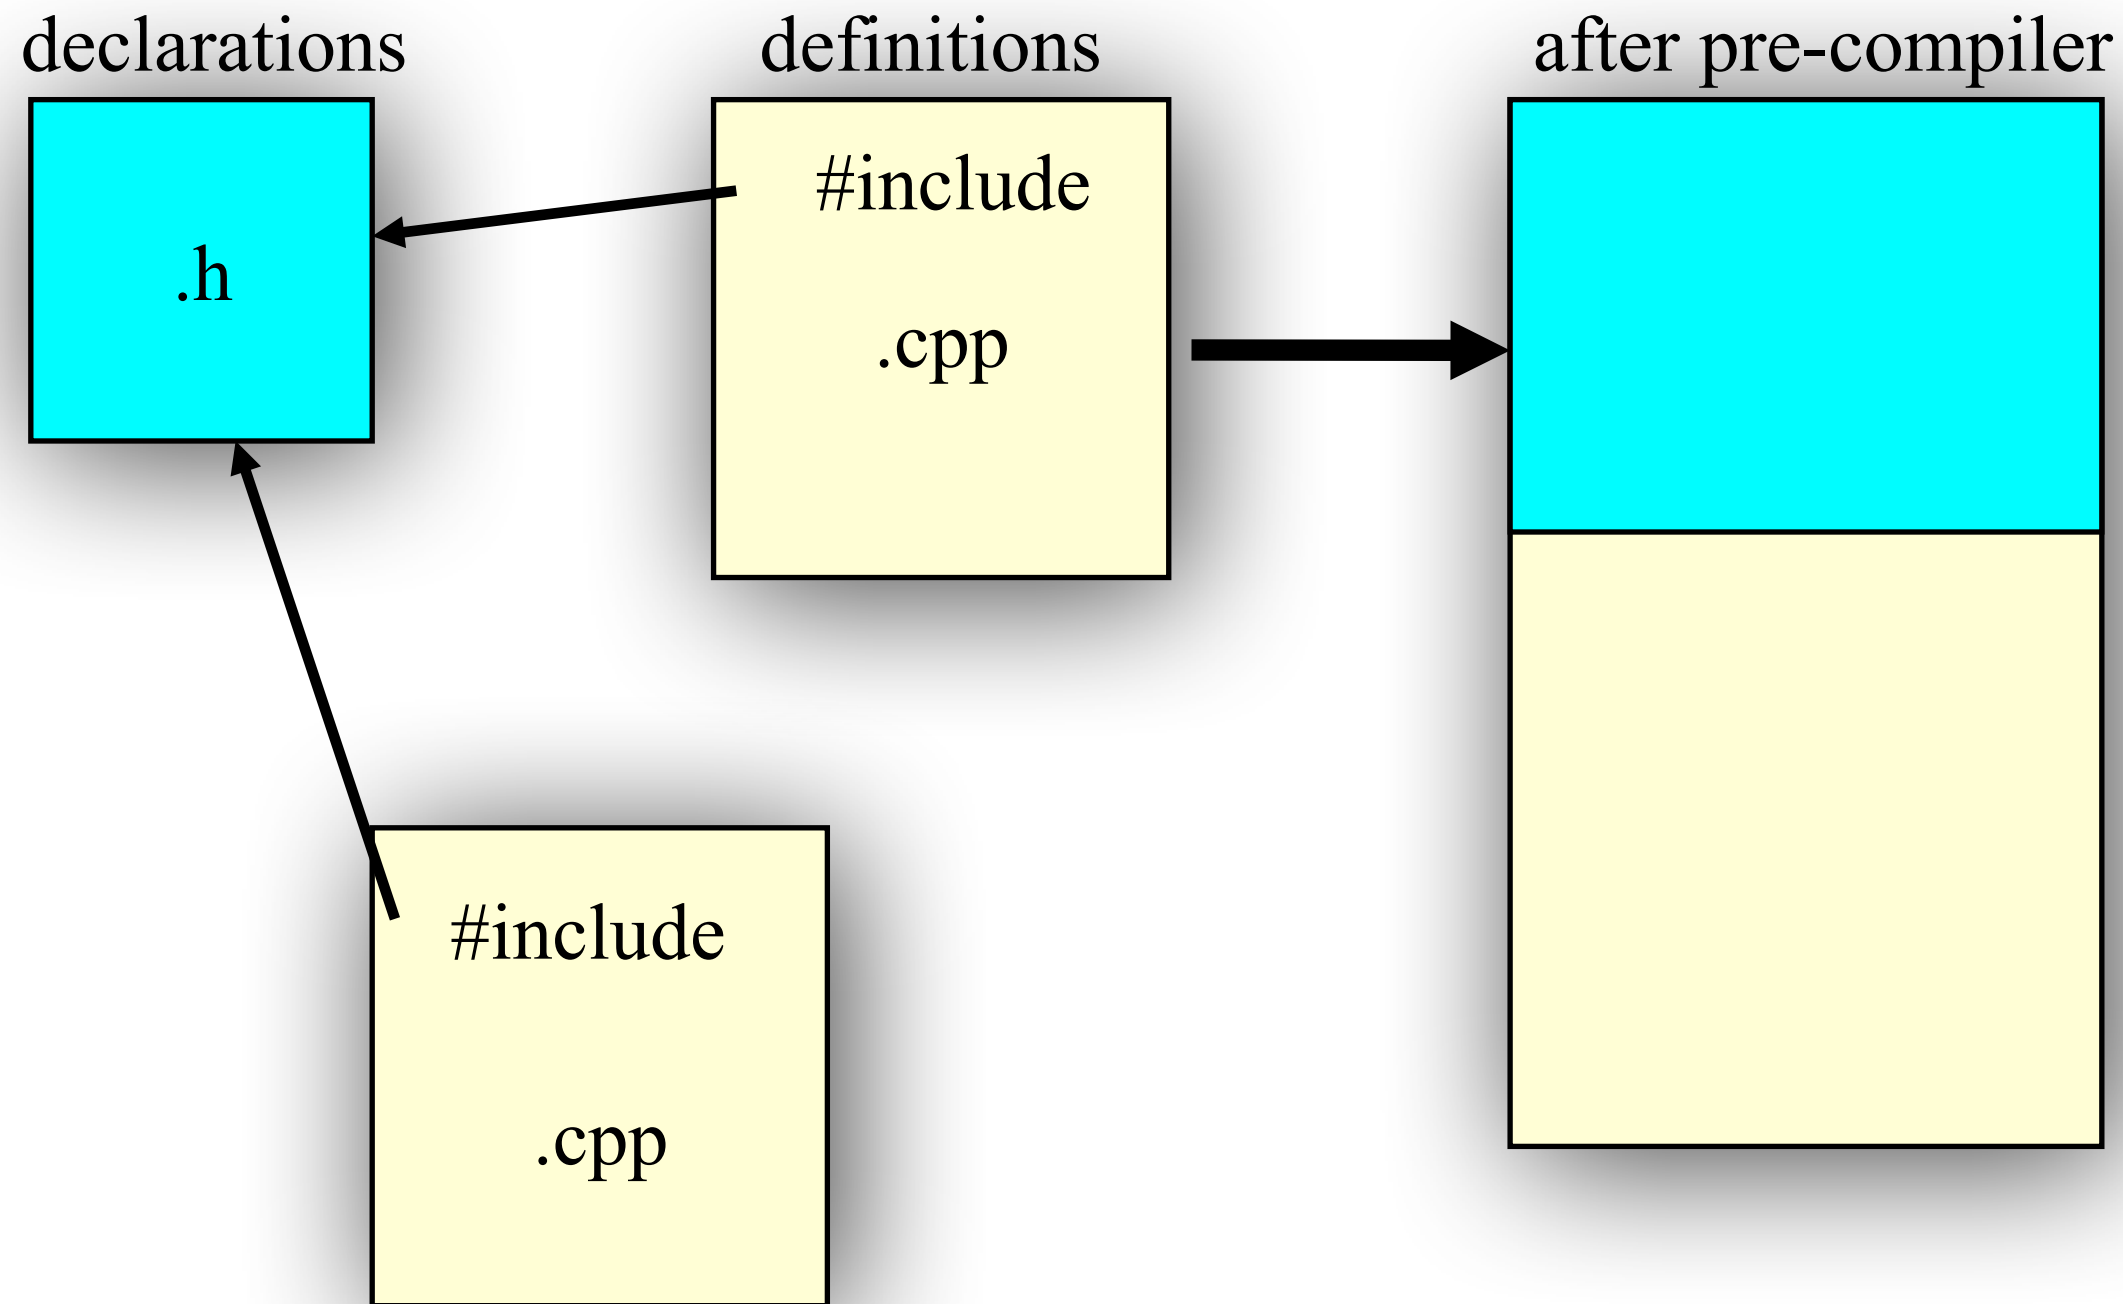 declarations
definitions
after pre-compiler
.h
#include
.cpp
#include
.cpp